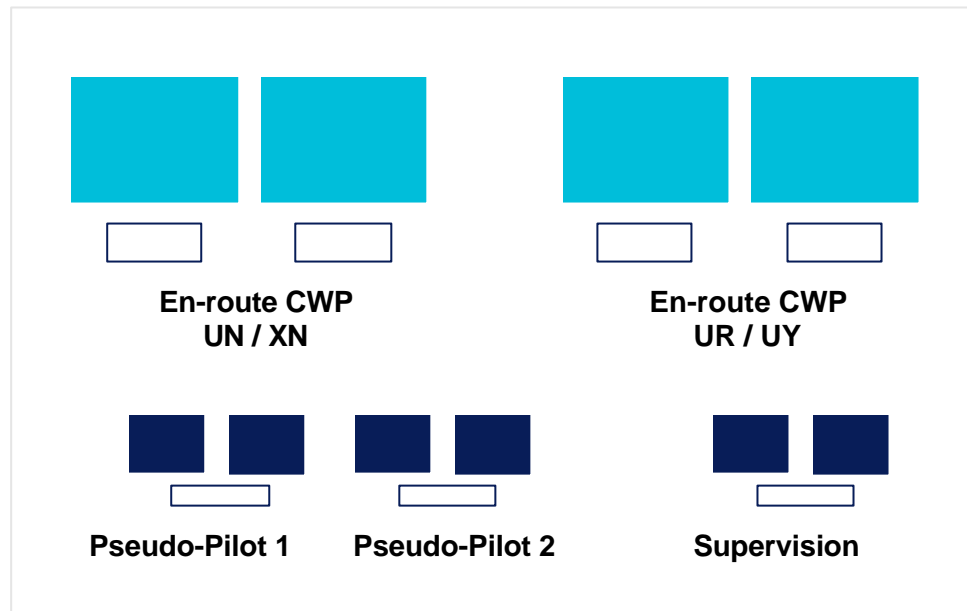 En-route CWP
UN / XN
En-route CWP
UR / UY
Pseudo-Pilot 1
Pseudo-Pilot 2
Supervision